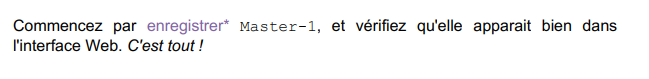 Commencez par enregistrer* Master-1, et vérifiez qu'elle apparait bien dans
l'interface Web. C'est tout !